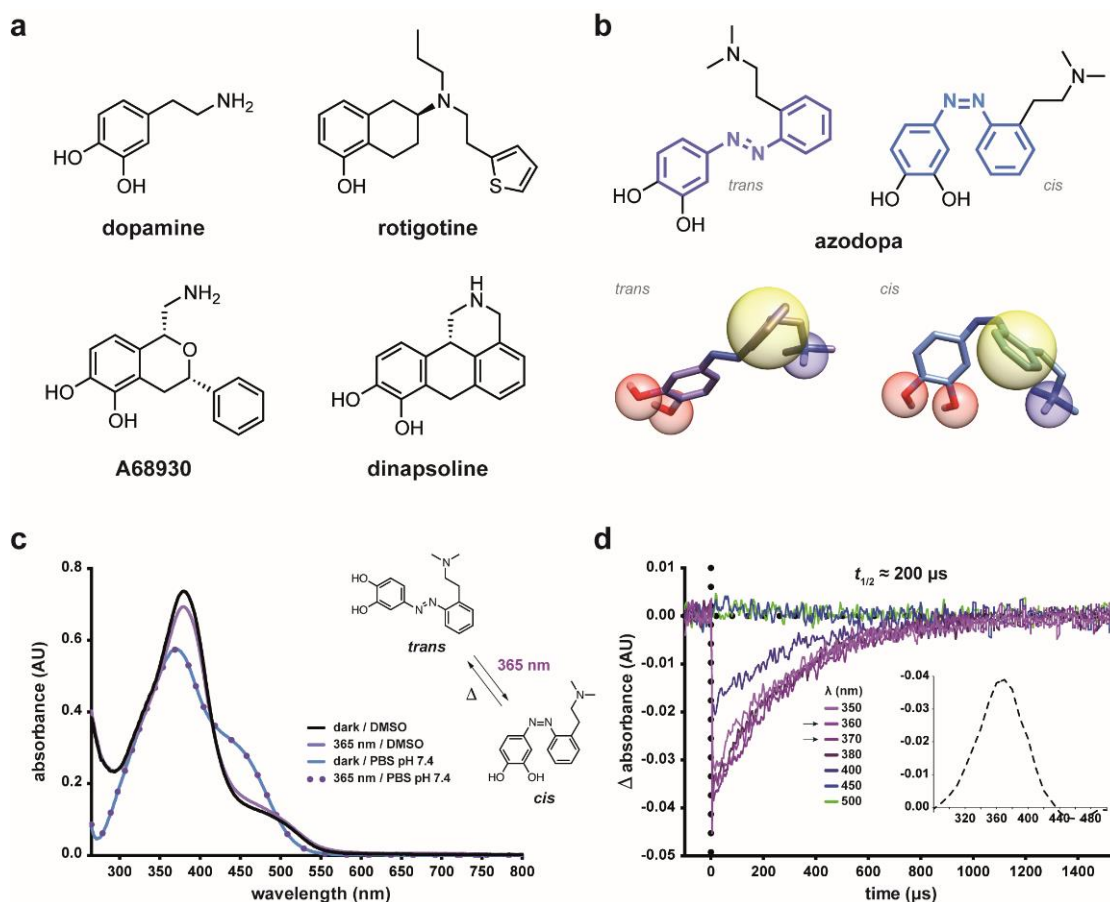 a
NH2
HO
OH
dopamine
N
OH
S
rotigotine
NH2
O
HO
OH
A68930
H
N
HO
OH
dinapsoline
b
N
N=N
HO
OH
trans
N
N=N
HO
OH
cis
azodopa
trans
cis
c
0.8
0.6
0.4
0.2
0.0
absorbance (AU)
300 350 400 450 500 550 600 650 700 750 800
wavelength (nm)
dark / DMSO
365 nm / DMSO
dark / PBS pH 7.4
365 nm / PBS pH 7.4
N
HO
HO
N=N
trans
365 nm
Δ
N
N=N
HO
OH
cis
d
t1/2 ≈ 200 µs
0.01
0.00
-0.01
-0.02
-0.03
-0.04
-0.05
Δ absorbance (AU)
0 200 400 600 800 1000 1200 1400
time (µs)
λ (nm)
350
360
370
380
400
450
500
-0.04
-0.03
-0.02
-0.01
0.00
320 360 400 440 480